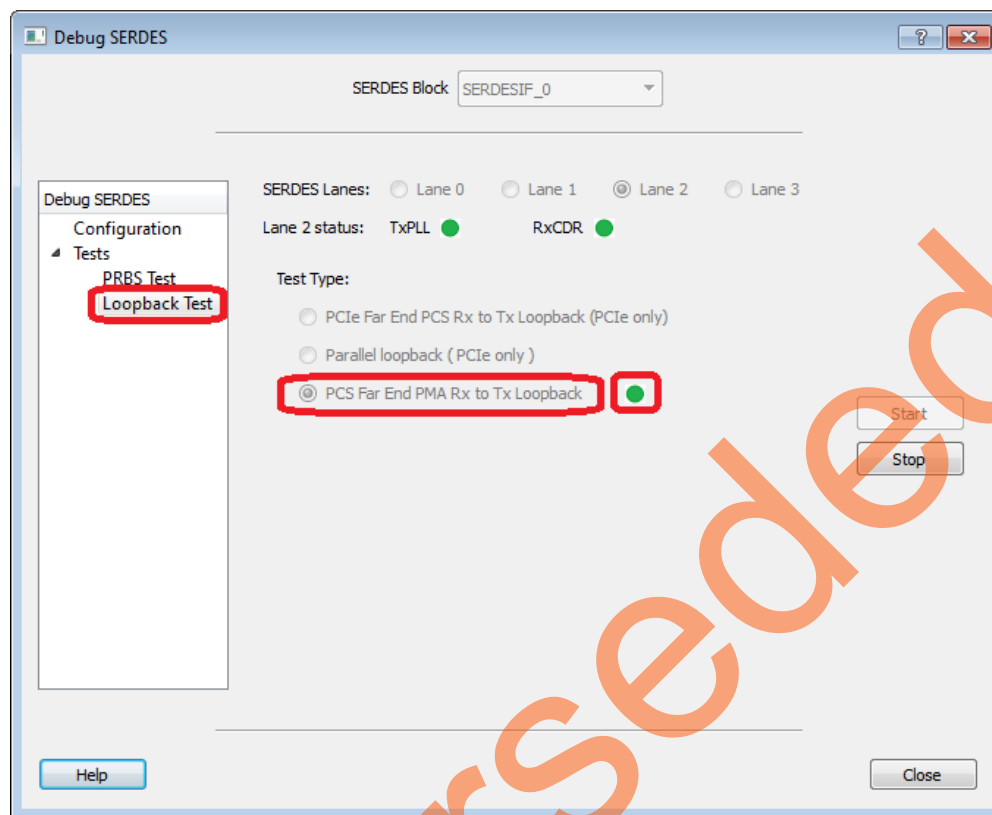 Debug SERDES
SERDES Block SERDESIF_0
Debug SERDES
Configuration
Tests
PRBS Test
Loopback Test
SERDES Lanes: Lane 0 Lane 1 Lane 2 Lane 3
Lane 2 status: TxPLL RxCDR
Test Type:
PCIe Far End PCS Rx to Tx Loopback (PCIe only)
Parallel loopback ( PCIe only )
PCS Far End PMA Rx to Tx Loopback
Start
Stop
Help
Close
rseded